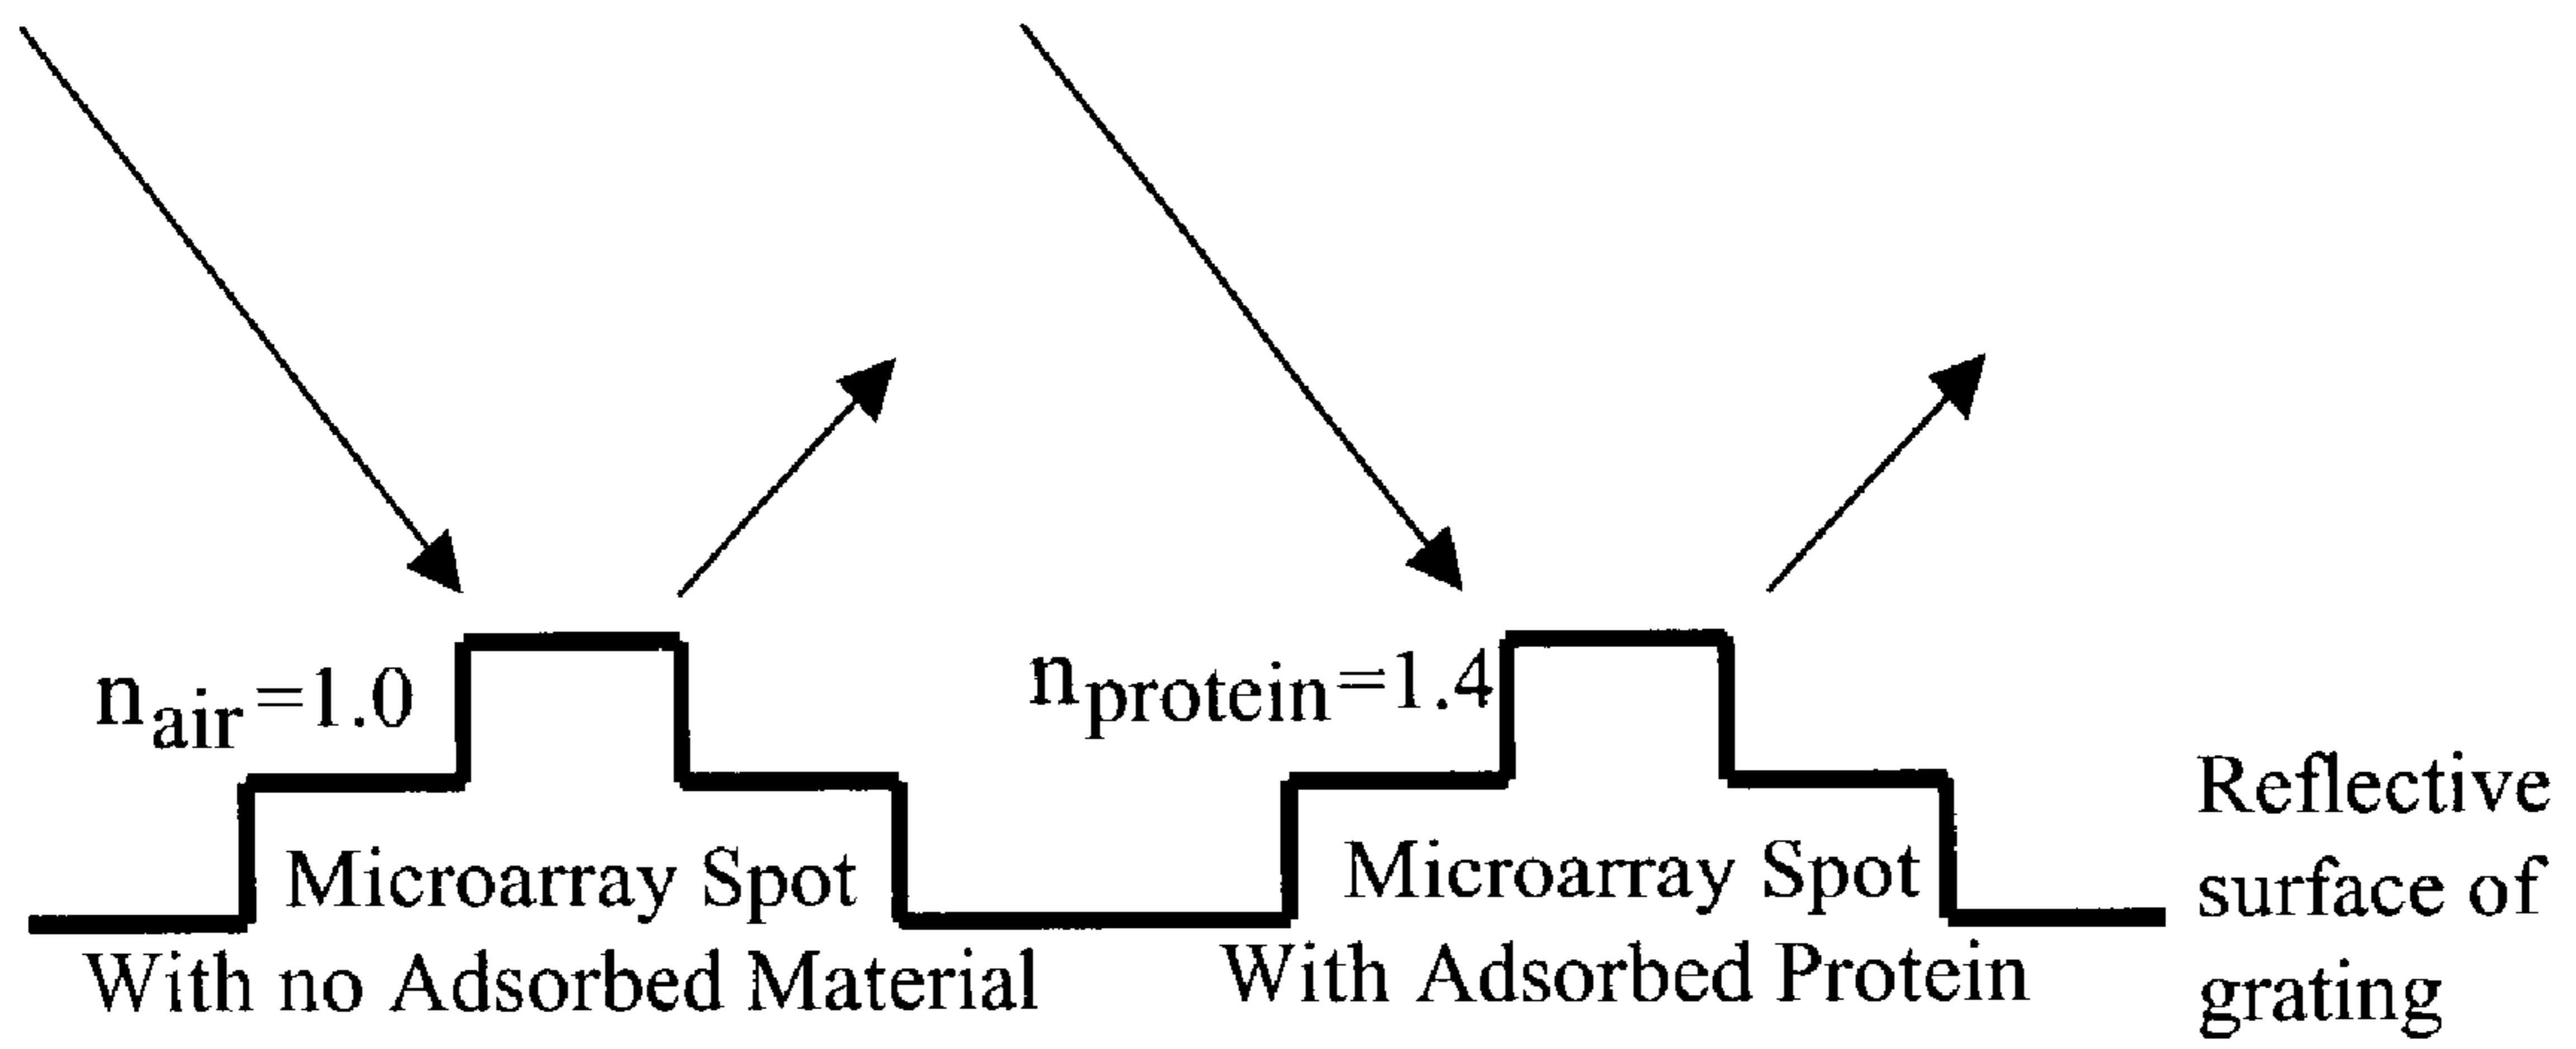 n_air=1.0
n_protein=1.4
Microarray Spot
With no Adsorbed Material
Microarray Spot
With Adsorbed Protein
Reflective
surface of
grating